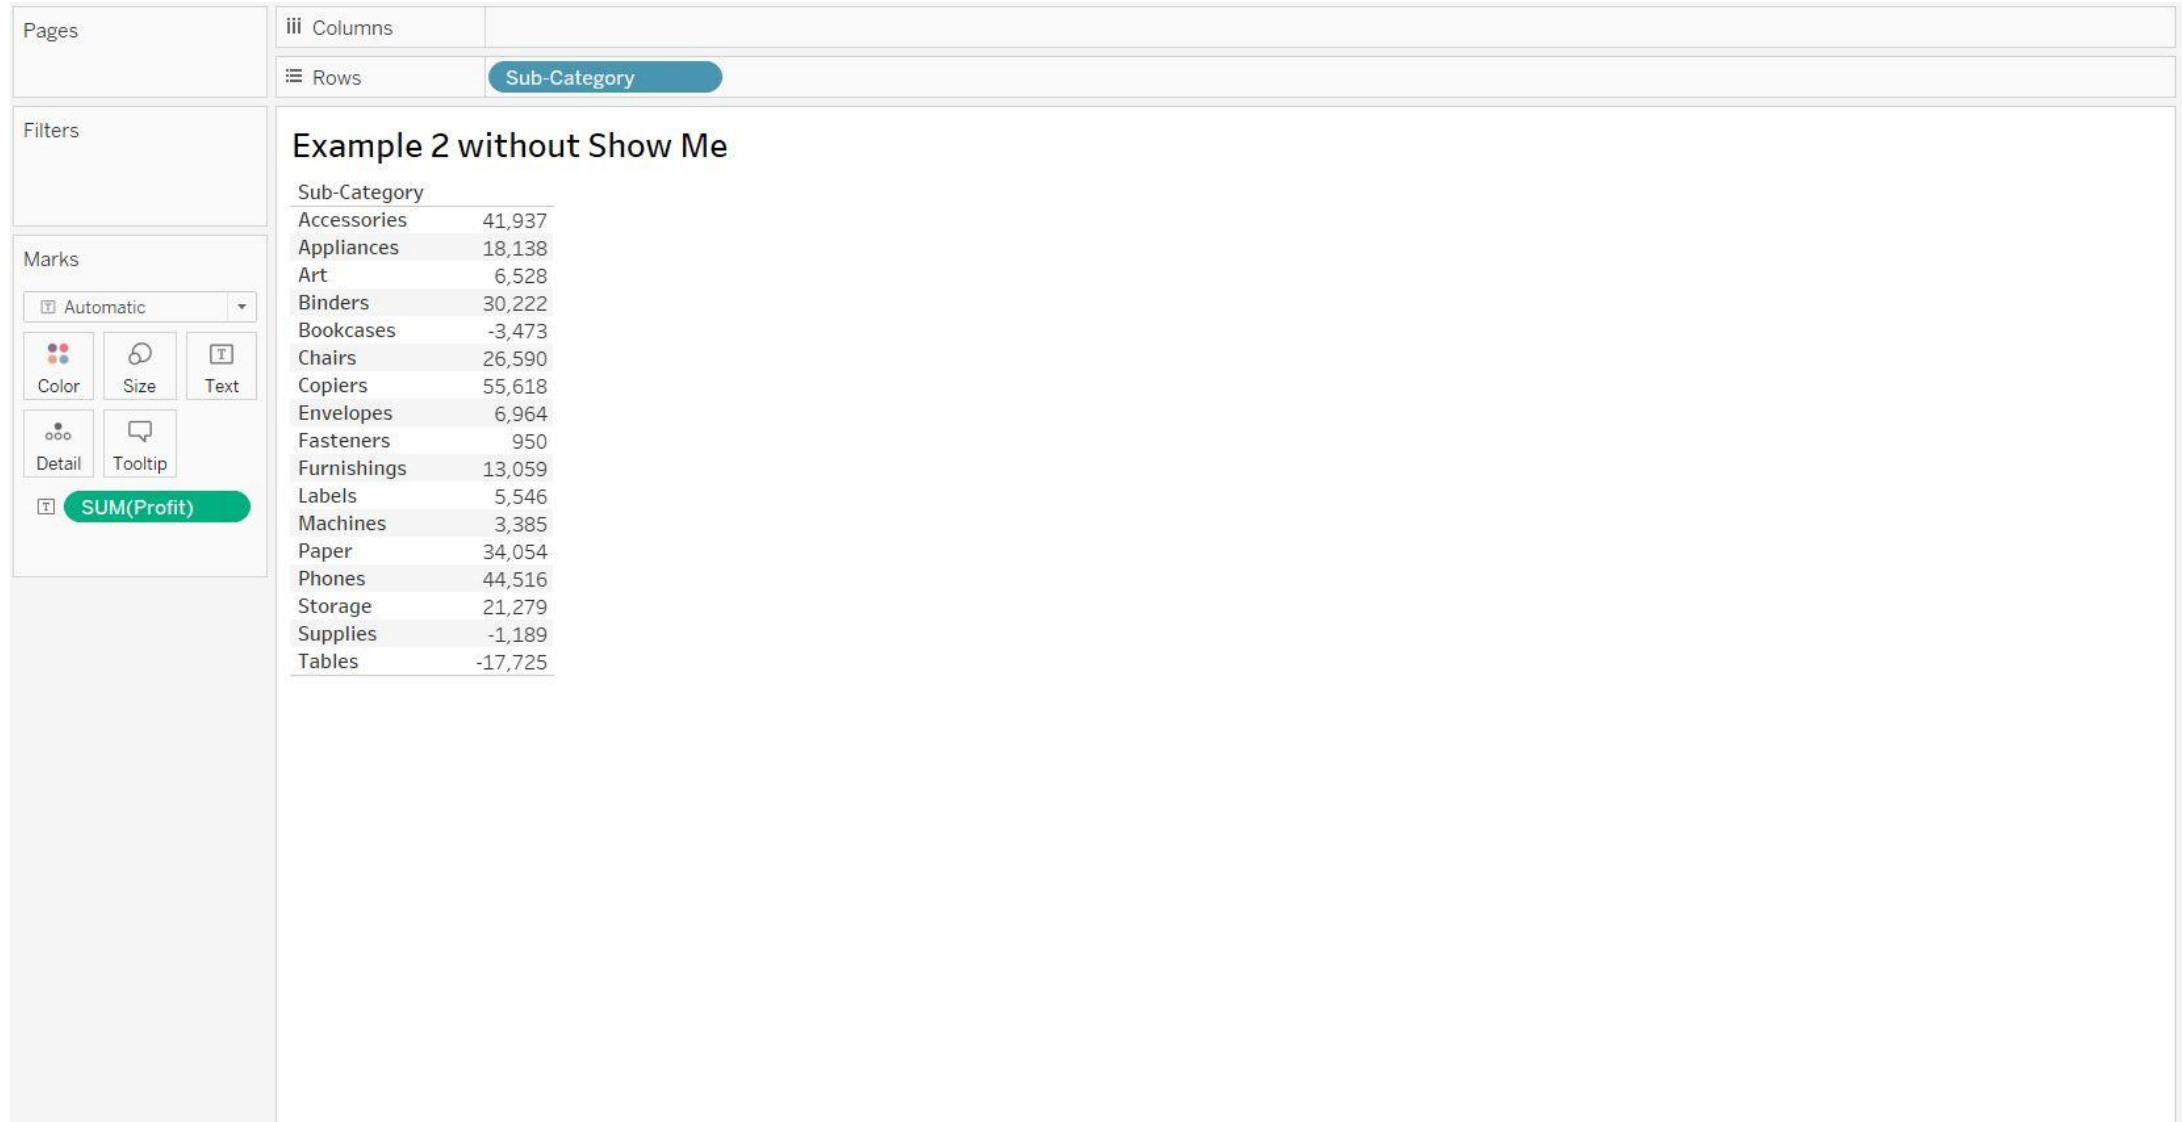 Pages
Columns
Rows
Sub-Category
Filters
Marks
Automatic
Color
Size
Text
Detail
Tooltip
SUM(Profit)
Example 2 without Show Me
Sub-Category
Accessories 41,937
Appliances 18,138
Art 6,528
Binders 30,222
Bookcases -3,473
Chairs 26,590
Copiers 55,618
Envelopes 6,964
Fasteners 950
Furnishings 13,059
Labels 5,546
Machines 3,385
Paper 34,054
Phones 44,516
Storage 21,279
Supplies -1,189
Tables -17,725